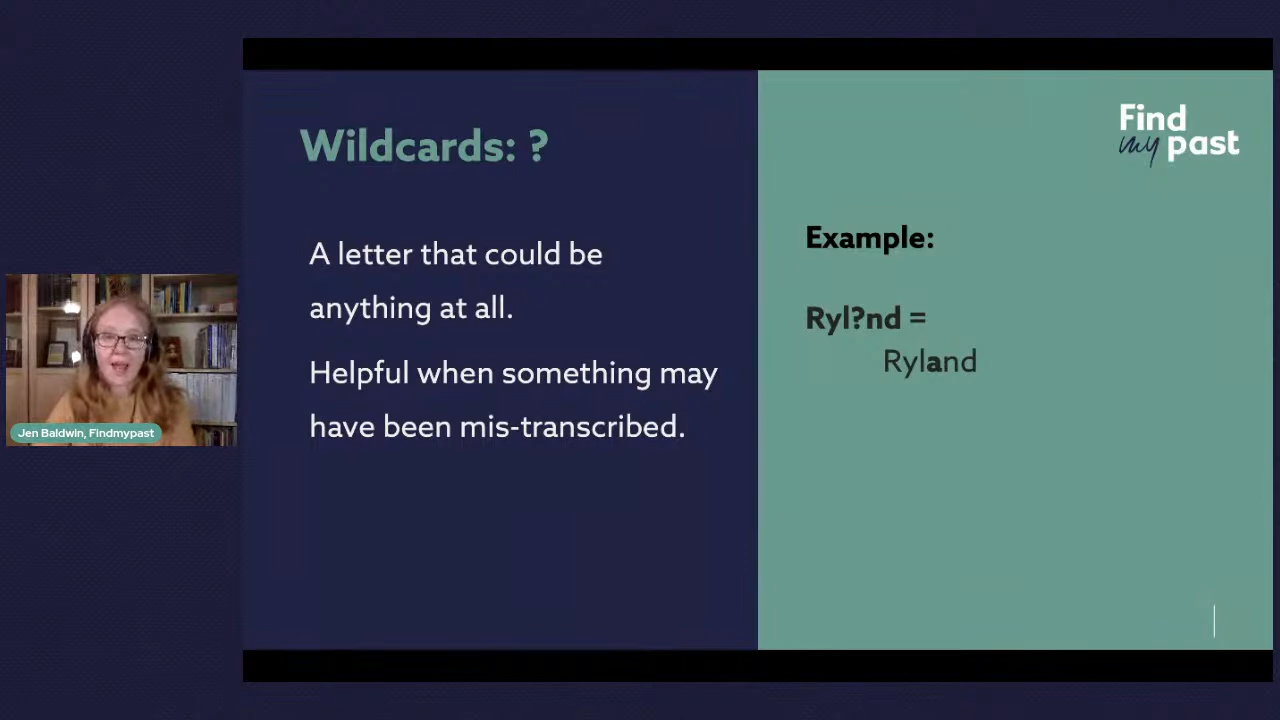 Wildcards: ?
A letter that could be
anything at all.
Helpful when something may
have been mis-transcribed.
Find
my past
Example:
Ryl?nd =
Ryland
Jen Baldwin, Findmypast